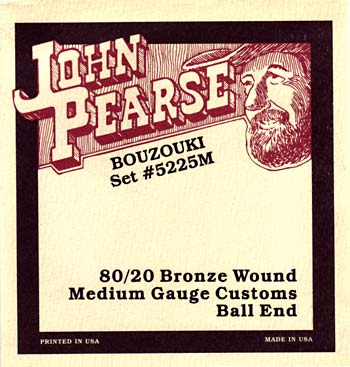 JOHN
PEARSE
BOUZOUKI
Set #5225M
80/20 Bronze Wound
Medium Gauge Customs
Ball End
PRINTED IN USA
MADE IN USA